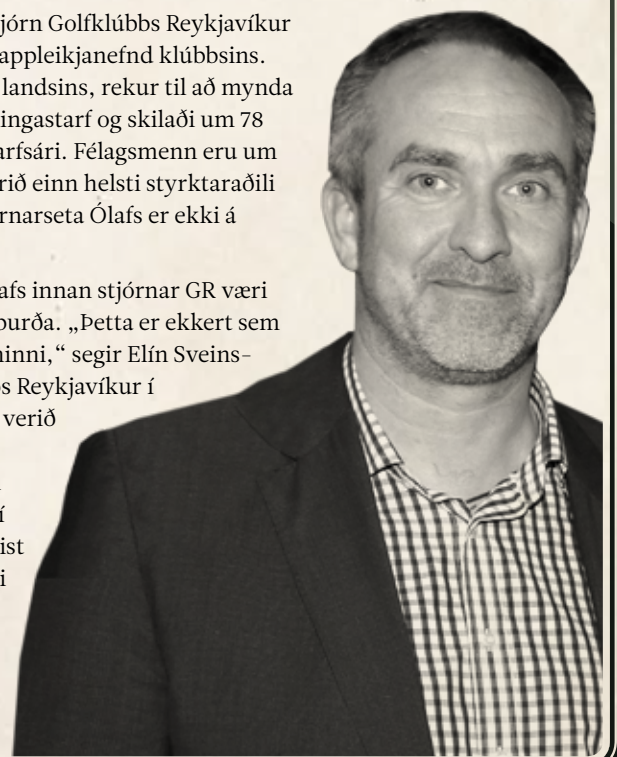 jórn Golfklúbbs Reykjavíkur
appleikjanefnd klúbbsins.
landsins, rekur til að mynda
ingastarf og skilaði um 78
arfsári. Félagsmenn eru um
rið einn helsti styrktaraðili
rnarseta Ólafs er ekki á
afs innan stjórnar GR væri
burða. „Þetta er ekkert sem
ninni,“ segir Elín Sveins-
s Reykjavíkur í
verið
í
ist
i